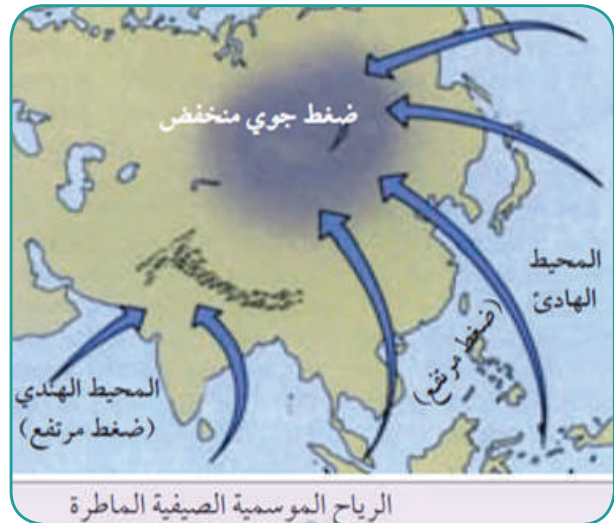 ضغط جوي منخفض
المحيط
الهادئ
(ضغط مرتفع)
المحيط الهندي
(ضغط مرتفع)
الرياح الموسمية الصيفية الماطرة